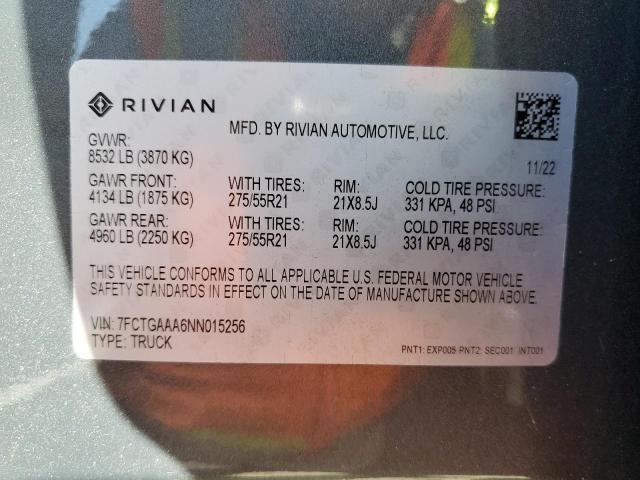 RIVIAN
MFD. BY RIVIAN AUTOMOTIVE, LLC.
GVWR:
8532 LB (3870 KG)
11/22
GAWR FRONT: WITH TIRES: RIM: COLD TIRE PRESSURE:
4134 LB (1875 KG) 275/55R21 21X8.5J 331 KPA, 48 PSI
GAWR REAR: WITH TIRES: RIM: COLD TIRE PRESSURE:
4960 LB (2250 KG) 275/55R21 21X8.5J 331 KPA, 48 PSI
THIS VEHICLE CONFORMS TO ALL APPLICABLE U.S. FEDERAL MOTOR VEHICLE
SAFETY STANDARDS IN EFFECT ON THE DATE OF MANUFACTURE SHOWN ABOVE.
VIN: 7FCTGAAA6NN015256
TYPE: TRUCK
PNT1: EXP005 PNT2: SEC001 INT001